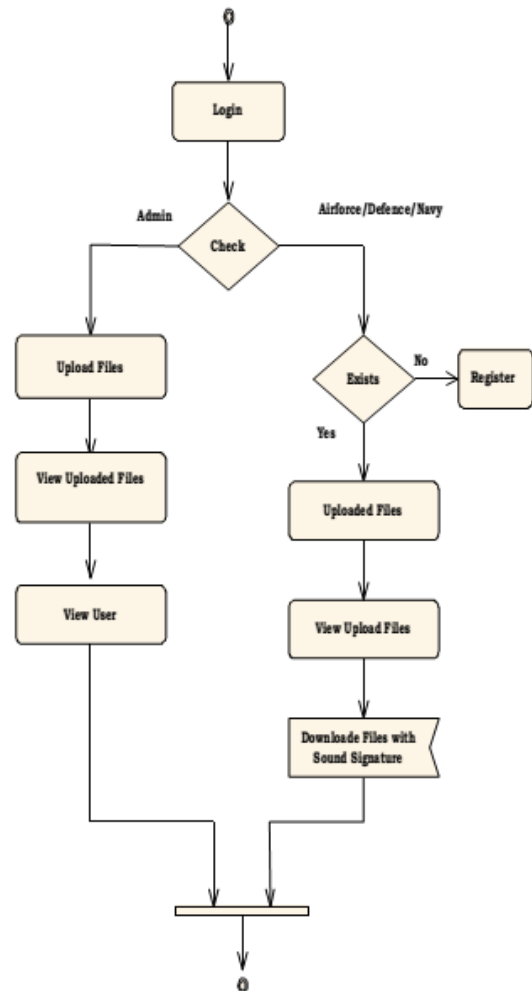 Login
Admin
Airforce/Defence/Navy
Check
Upload Files
Exists
No
Register
Yes
View Uploaded Files
Uploaded Files
View User
View Upload Files
Downloade Files with
Sound Signature